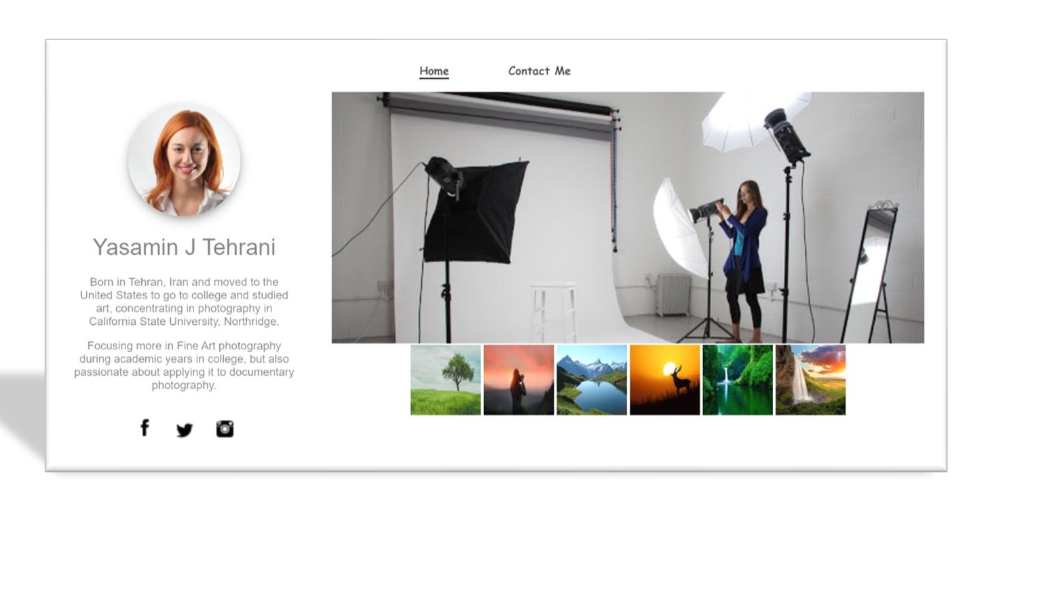 Home Contact Me
Yasamin J Tehrani
Born in Tehran, Iran and moved to the
United States to go to college and studied
art, concentrating in photography in
California State University, Northridge.
Focusing more in Fine Art photography
during academic years in college, but also
passionate about applying it to documentary
photography.